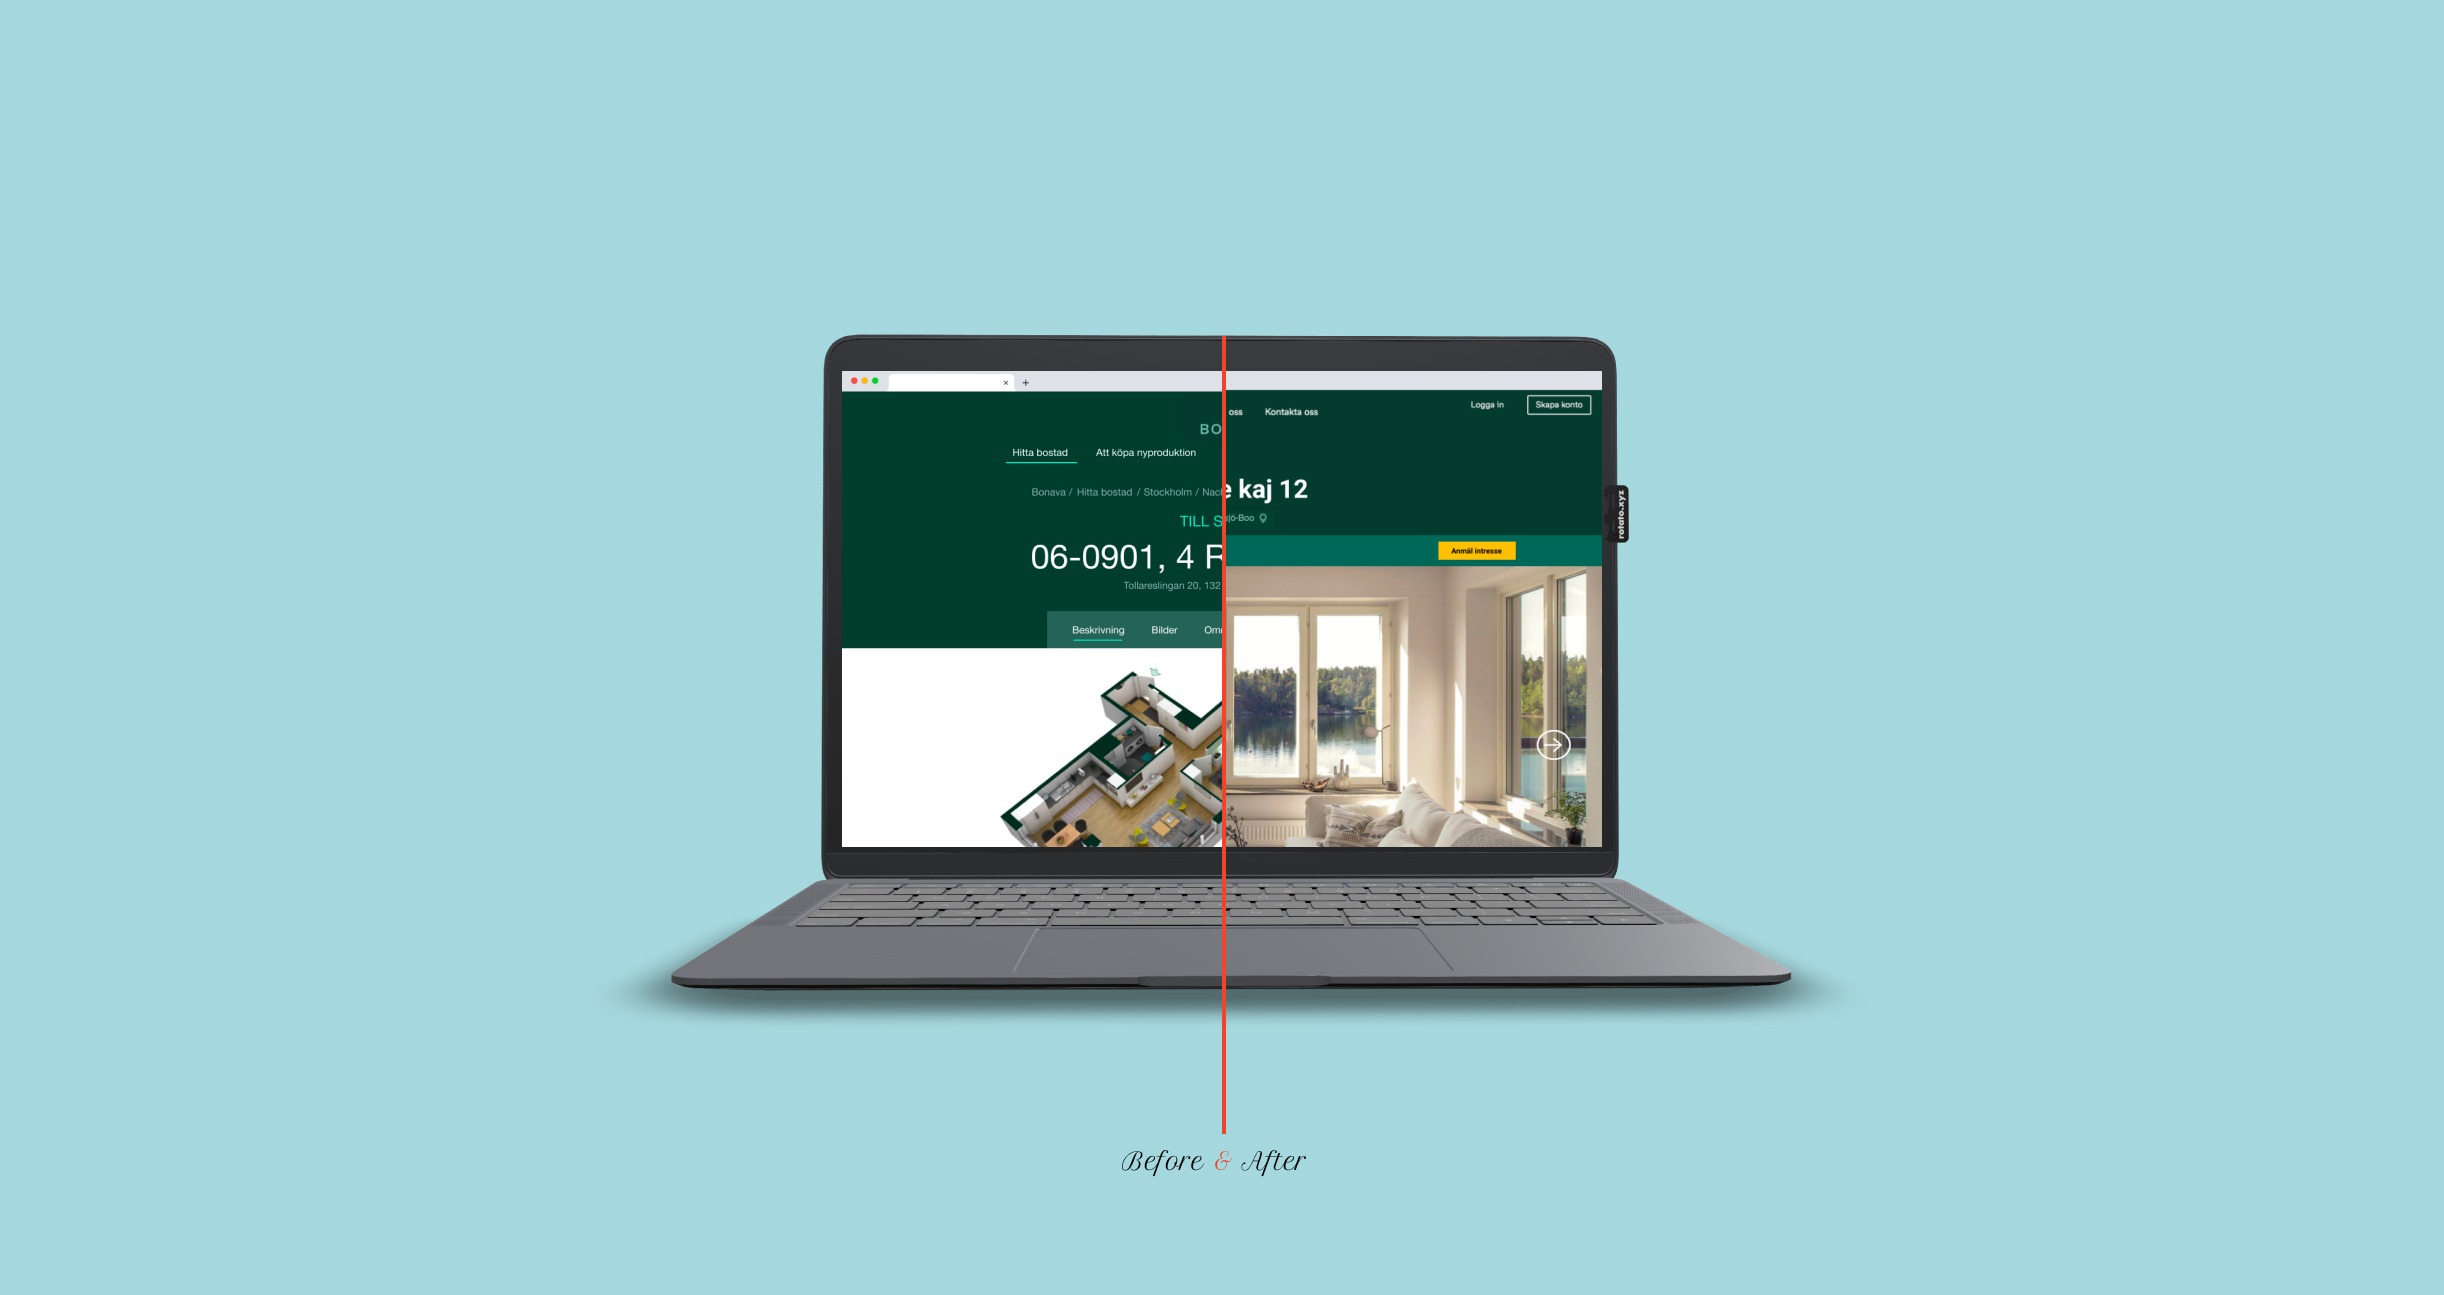 oss Kontakta oss Logga in Skapa konto
BO
Hitta bostad Att köpa nyproduktion
e kaj 12
Bonava / Hitta bostad / Stockholm / Nac
sjö-Boo
TILL S
06-0901, 4 R
Anmäl intresse
Tollareslingan 20, 132
Beskrivning Bilder Om
rotato.xyz
Before & After